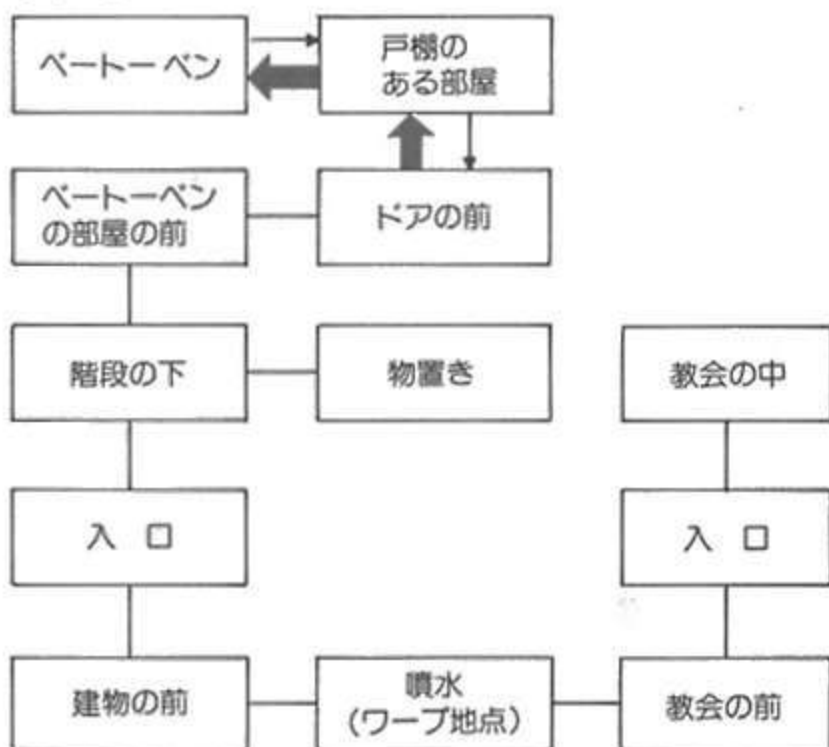 ベートーベン
戸棚の
ある部屋
ベートーベン
の部屋の前
ドアの前
階段の下
物置き
教会の中
入 口
入 口
建物の前
噴水
(ワープ地点)
教会の前